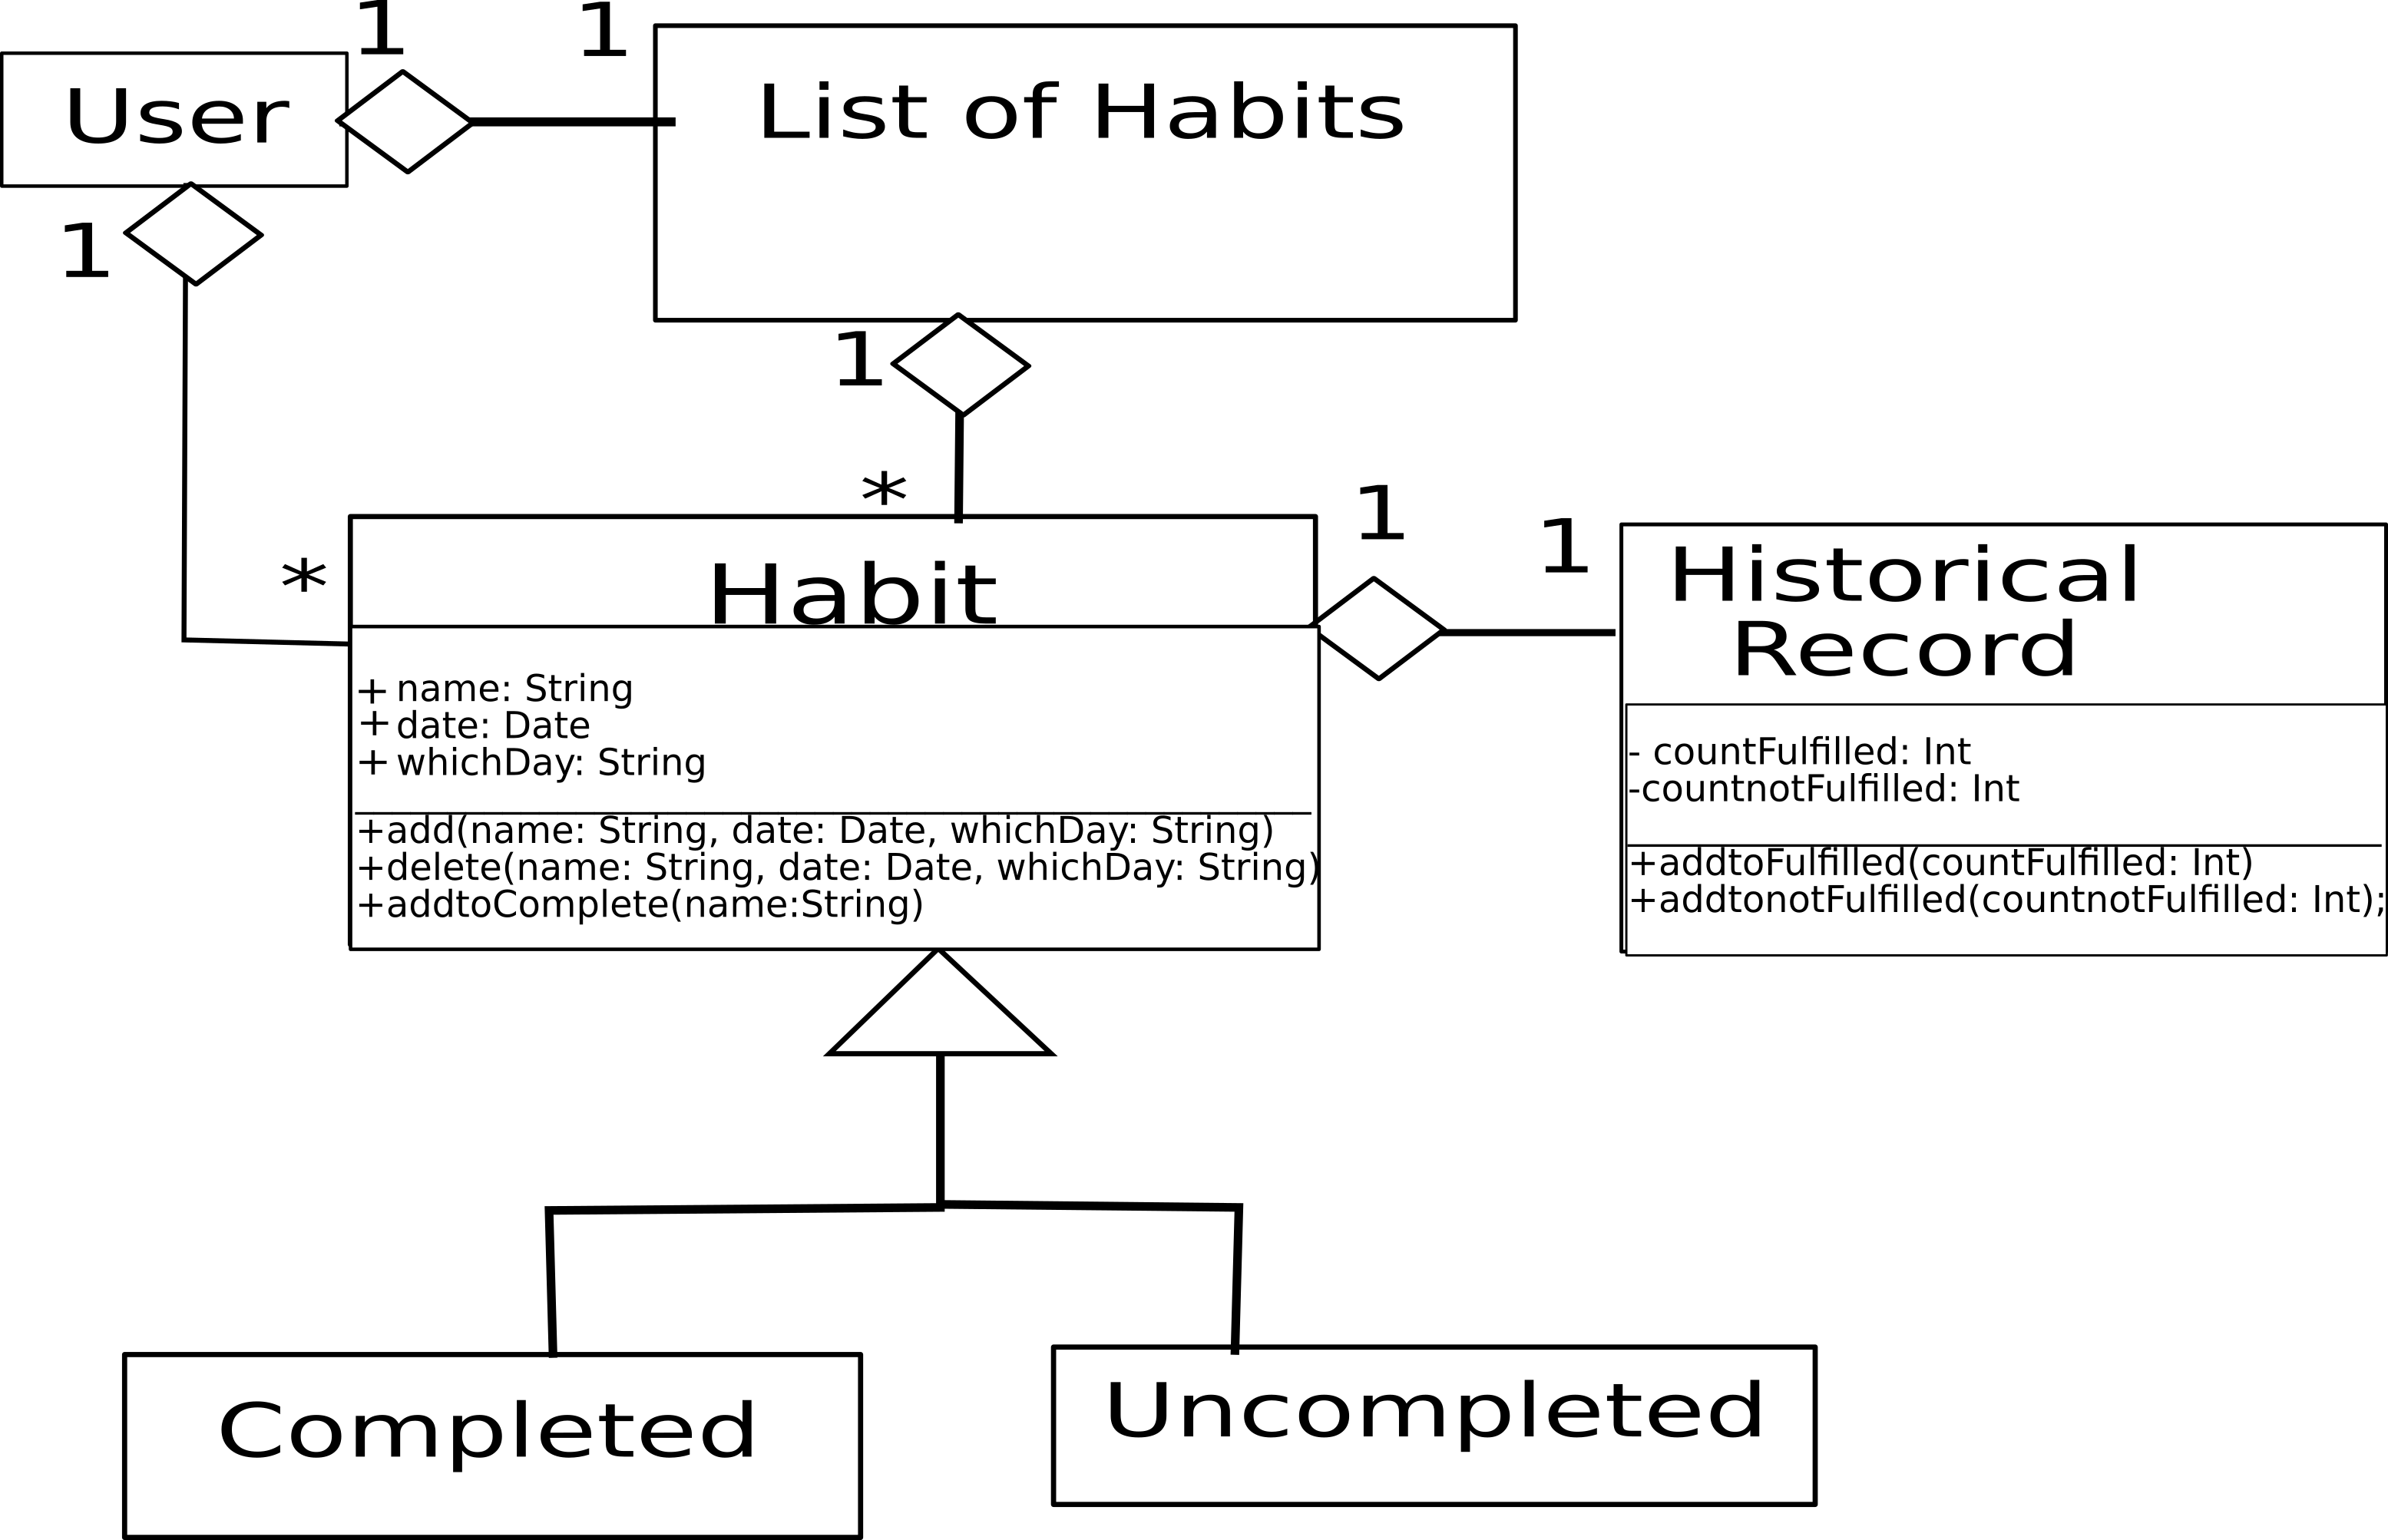 1
1
User
List of Habits
1
1
*
*
Habit
+ name: String
+ date: Date
+ whichDay: String
+add(name: String, date: Date, whichDay: String)
+delete(name: String, date: Date, whichDay: String)
+addtoComplete(name:String)
1
1
Historical
Record
- countFulfilled: Int
-countnotFulfilled: Int
+addtoFulfilled(countFulfilled: Int)
+addtonotFulfilled(countnotFulfilled: Int);
Completed
Uncompleted